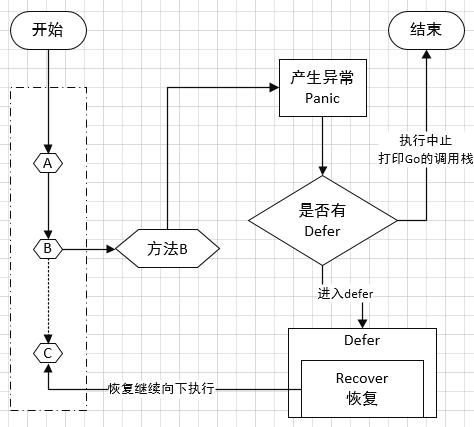 开始
结束
产生异常
Panic
执行中止
打印Go的调用栈
A
是否有
Defer
B
方法B
进入defer
Defer
C
Recover
恢复
恢复继续向下执行